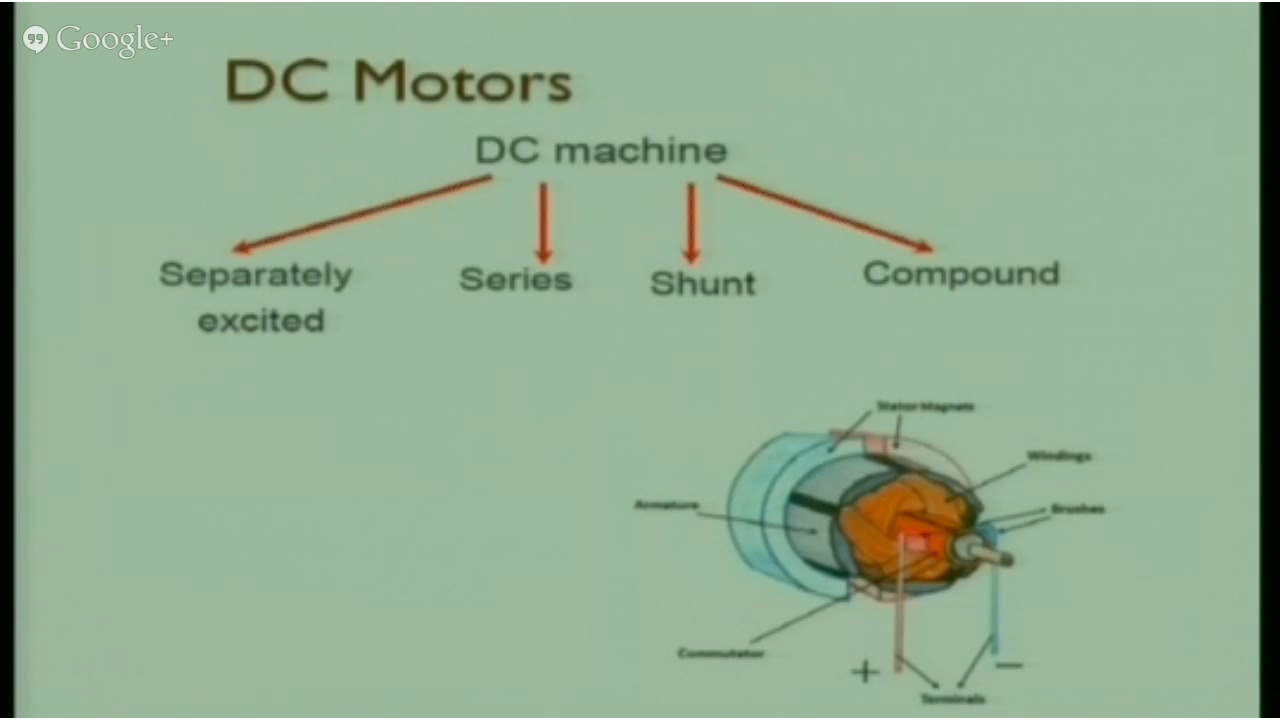 Google+
DC Motors
DC machine
Separately
excited
Series
Shunt
Compound
Stator Magnets
Windings
Armature
Brushes
Commutator
+
—
Terminals